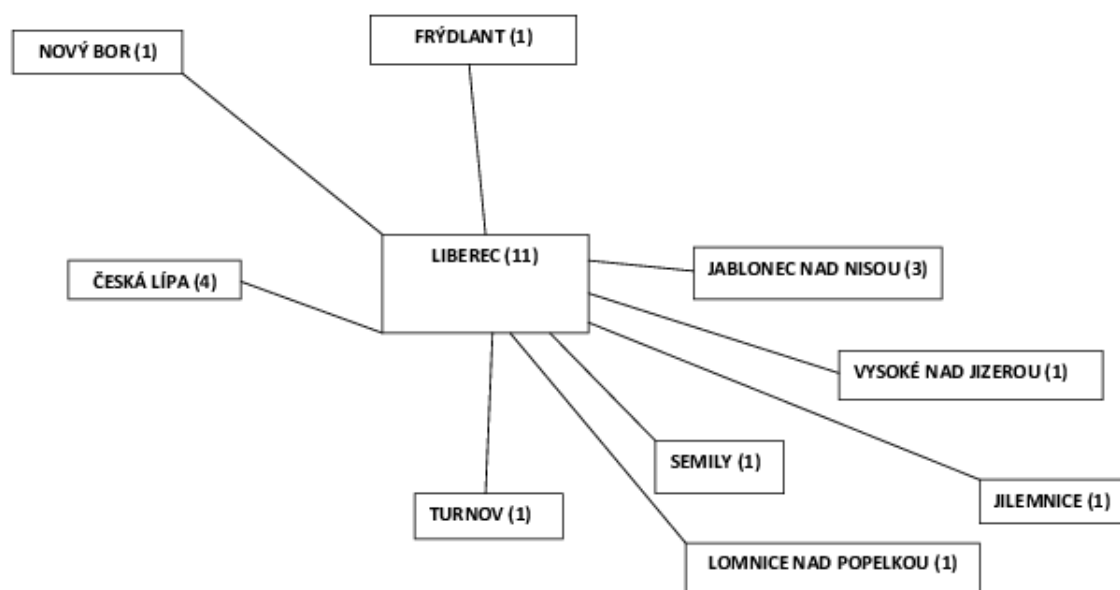 FRÝDLANT (1)
NOVÝ BOR (1)
LIBEREC (11)
JABLONEC NAD NISOU (3)
ČESKÁ LÍPA (4)
VYSOKÉ NAD JIZEROU (1)
SEMILY (1)
JILEMNICE (1)
TURNOV (1)
LOMNICE NAD POPELKOU (1)